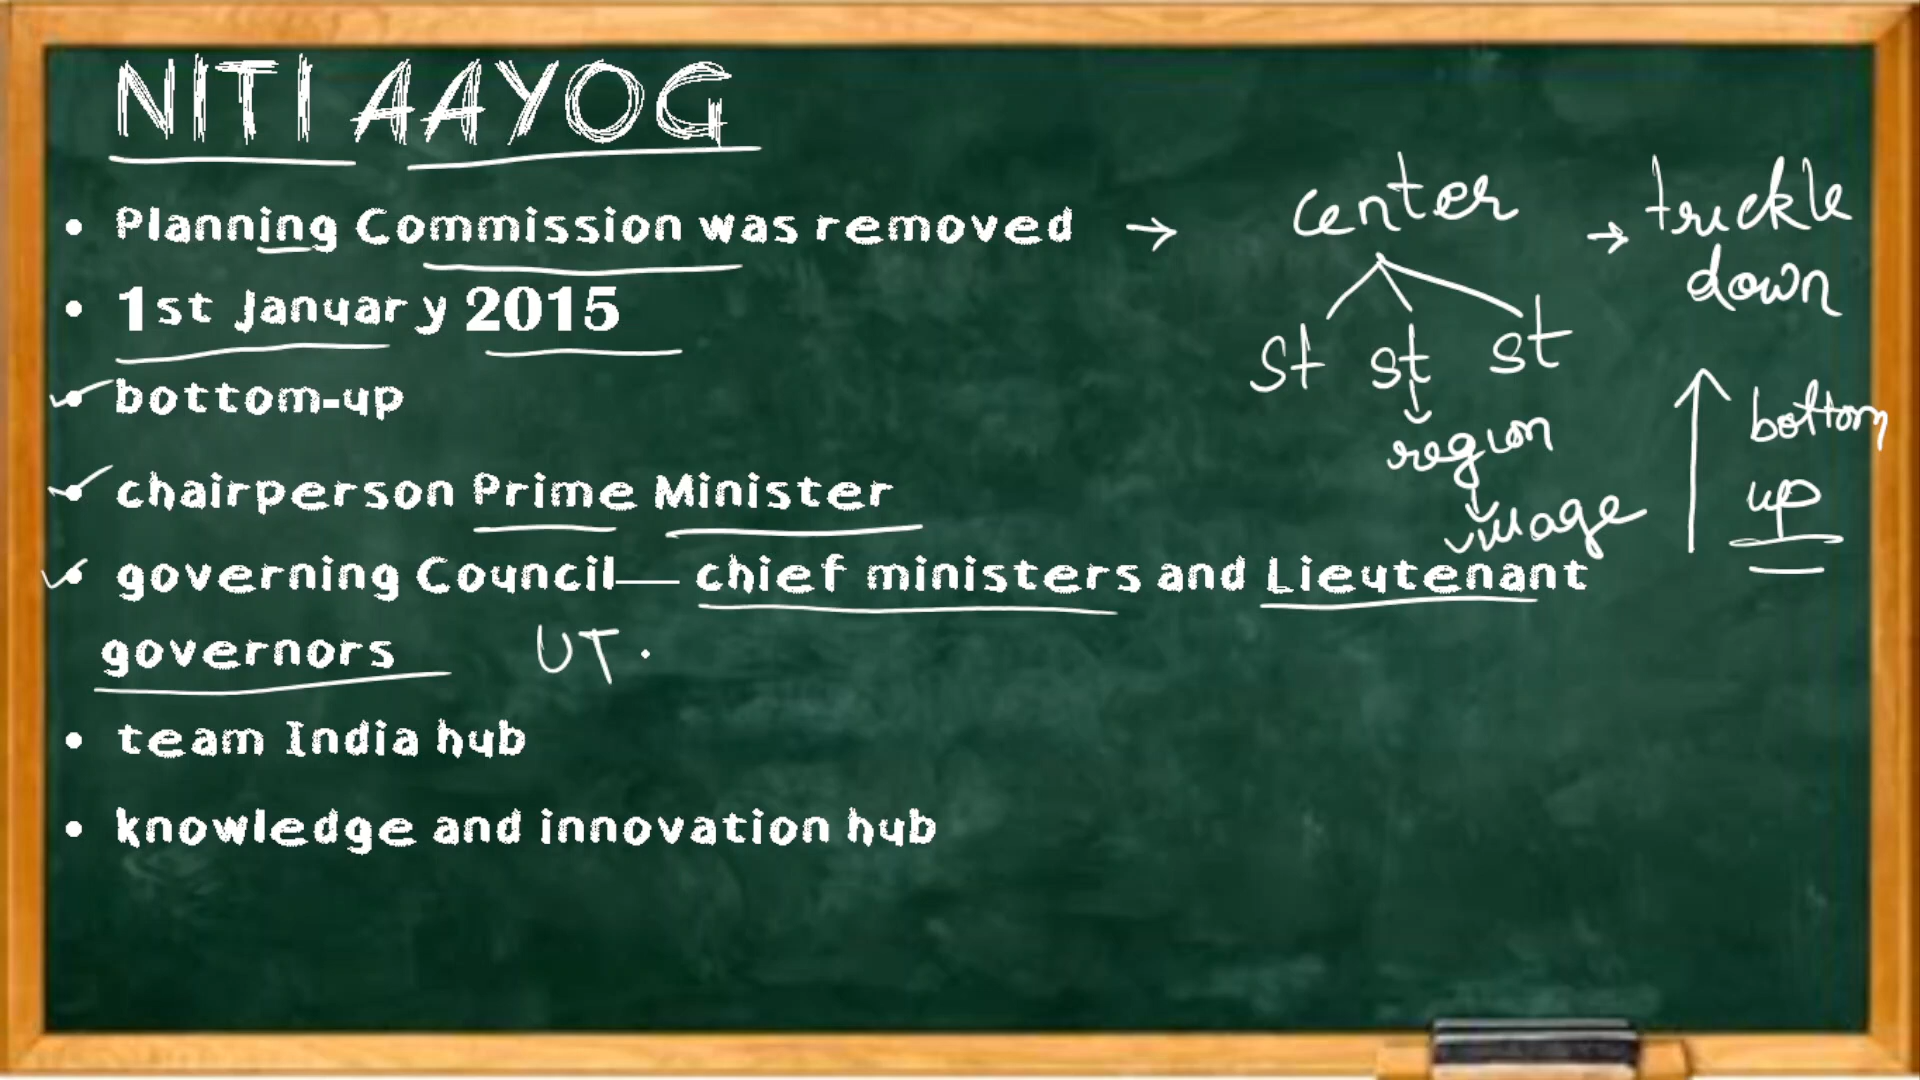 NITI AAYOG
• Planning Commission was removed →
• 1st January 2015
• bottom-up
• chairperson Prime Minister
• governing Council— chief ministers and Lieutenant
governors UT.
• team India hub
• knowledge and innovation hub
center → trickle
down
st st st
region
village
bottom
up